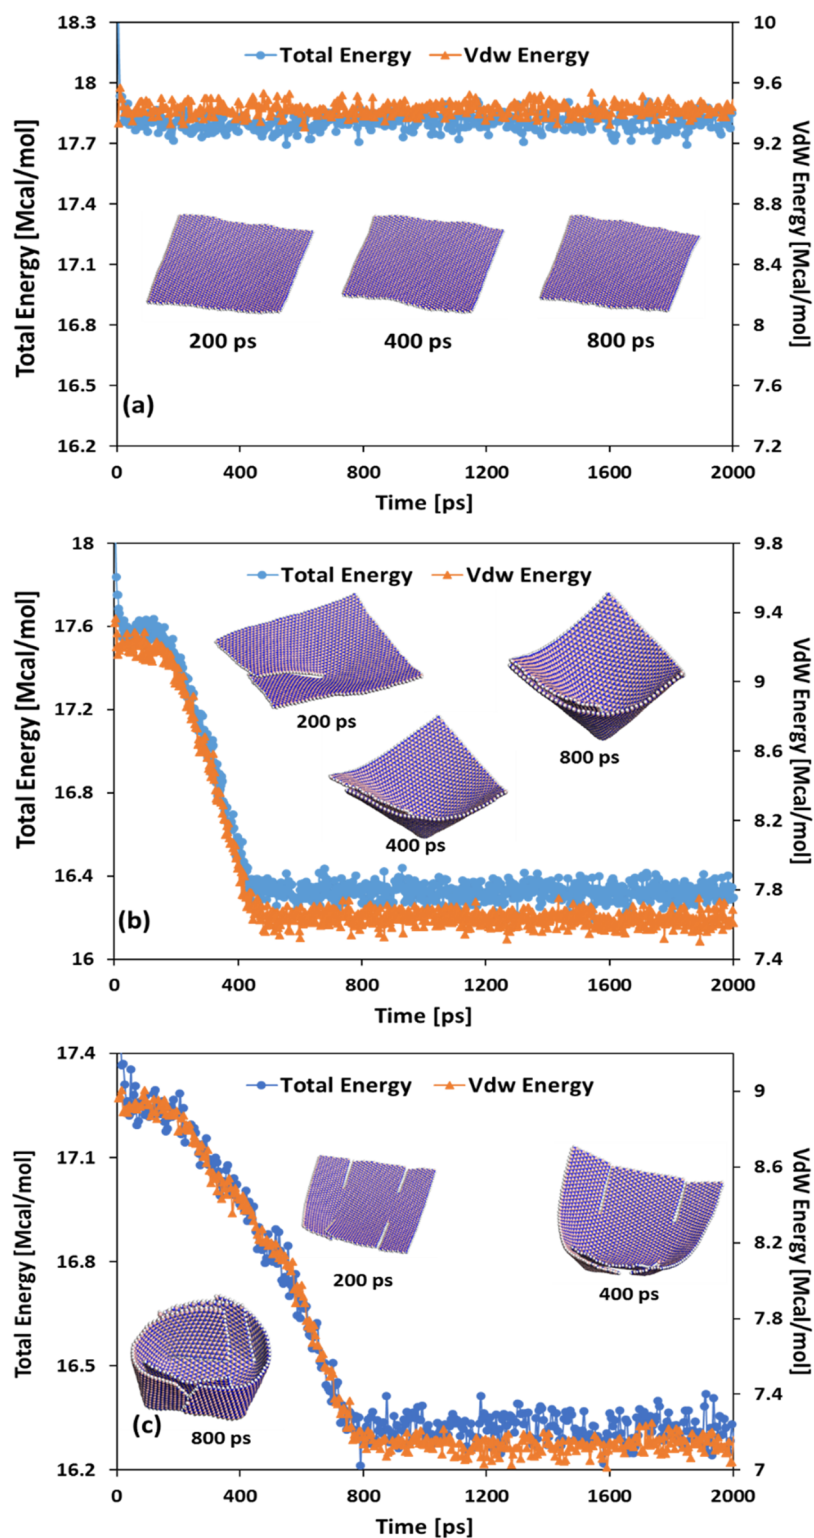 18.3
18
17.7
17.4
17.1
16.8
16.5
16.2
Total Energy [Mcal/mol]
Total Energy Vdw Energy
10
9.6
9.2
8.8
8.4
8
7.6
7.2
VdW Energy [Mcal/mol]
200 ps 400 ps 800 ps
(a)
0 400 800 1200 1600 2000
Time [ps]
18
17.6
17.2
16.8
16.4
16
Total Energy [Mcal/mol]
Total Energy Vdw Energy
9.8
9.4
9
8.6
8.2
7.8
7.4
VdW Energy [Mcal/mol]
200 ps
800 ps
400 ps
(b)
0 400 800 1200 1600 2000
Time [ps]
17.4
17.1
16.8
16.5
16.2
Total Energy [Mcal/mol]
Total Energy Vdw Energy
9
8.6
8.2
7.8
7.4
7
VdW Energy [Mcal/mol]
200 ps
400 ps
(c)
800 ps
0 400 800 1200 1600 2000
Time [ps]